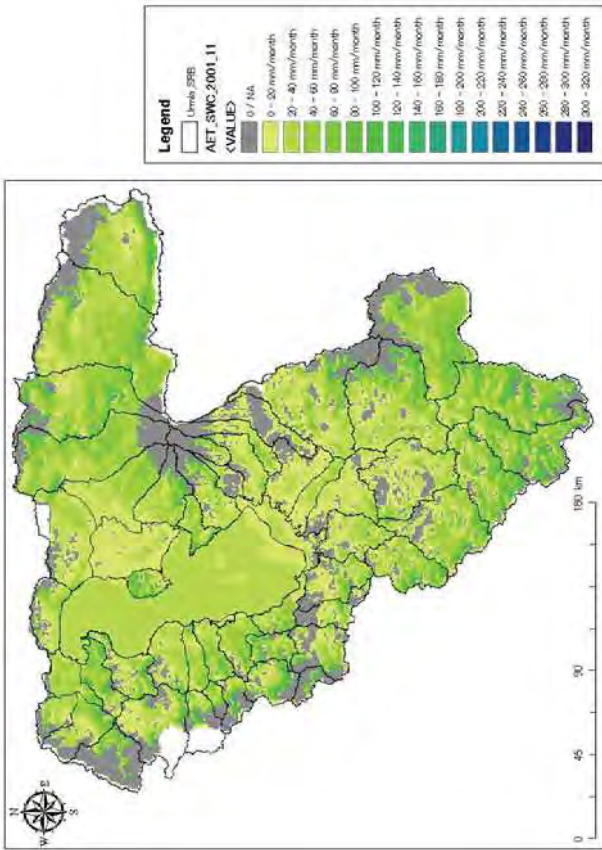 N
W
E
S
Legend
Urmia_SRB
AET_SWC_2001_11
<VALUE>
0 / NA
0 - 20 mm/month
20 - 40 mm/month
40 - 60 mm/month
60 - 80 mm/month
80 - 100 mm/month
100 - 120 mm/month
120 - 140 mm/month
140 - 160 mm/month
160 - 180 mm/month
180 - 200 mm/month
200 - 220 mm/month
220 - 240 mm/month
240 - 260 mm/month
260 - 280 mm/month
280 - 300 mm/month
300 - 320 mm/month
0 45 90 180 km